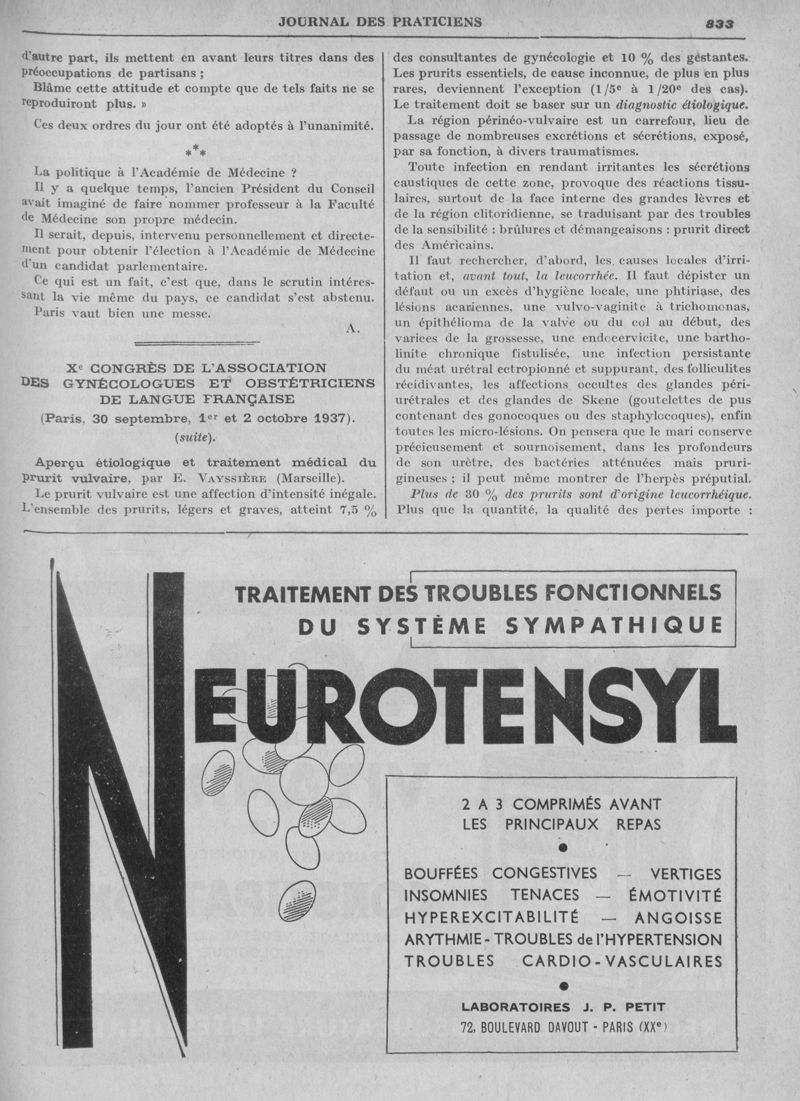 JOURNAL DES PRATICIENS 833
d'autre part, ils mettent en avant leurs titres dans des
préoccupations de partisans ;
Blâme cette attitude et compte que de tels faits ne se
reproduiront plus. »
Ces deux ordres du jour ont été adoptés à l'unanimité.
***
La politique à l'Académie de Médecine ?
Il y a quelque temps, l'ancien Président du Conseil
avait imaginé de faire nommer professeur à la Faculté
de Médecine son propre médecin.
Il serait, depuis, intervenu personnellement et directe-
ment pour obtenir l'élection à l'Académie de Médecine
d'un candidat parlementaire.
Ce qui est un fait, c'est que, dans le scrutin intéres-
sant la vie même du pays, ce candidat s'est abstenu.
Paris vaut bien une messe.
A.
Xe CONGRÈS DE L'ASSOCIATION
DES GYNÉCOLOGUES ET OBSTÉTRICIENS
DE LANGUE FRANÇAISE
(Paris, 30 septembre, 1er et 2 octobre 1937).
(suite).
Aperçu étiologique et traitement médical du
prurit vulvaire, par E. VAYSSIÈRE (Marseille).
Le prurit vulvaire est une affection d'intensité inégale.
L'ensemble des prurits, légers et graves, atteint 7,5 %
des consultantes de gynécologie et 10 % des gestantes.
Les prurits essentiels, de cause inconnue, de plus en plus
rares, deviennent l'exception (1/5e à 1/20e des cas).
Le traitement doit se baser sur un diagnostic étiologique.
La région périnéo-vulvaire est un carrefour, lieu de
passage de nombreuses excrétions et sécrétions, exposé,
par sa fonction, à divers traumatismes.
Toute infection en rendant irritantes les sécrétions
caustiques de cette zone, provoque des réactions tissu-
laires, surtout de la face interne des grandes lèvres et
de la région clitoridienne, se traduisant par des troubles
de la sensibilité : brûlures et démangeaisons : prurit direct
des Américains.
Il faut rechercher, d'abord, les causes locales d'irri-
tation et, avant tout, la leucorrhée. Il faut dépister un
défaut ou un excès d'hygiène locale, une phtiriase, des
lésions acariennes, une vulvo-vaginite à trichomonas,
un épithélioma de la valve ou du col au début, des
varices de la grossesse, une endocervicite, une bartho-
linite chronique fistulisée, une infection persistante
du méat urétral ectropionné et suppurant, des folliculites
récidivantes, les affections occultes des glandes péri-
urétrales et des glandes de Skene (goutelettes de pus
contenant des gonocoques ou des staphylocoques), enfin
toutes les micro-lésions. On pensera que le mari conserve
précieusement et sournoisement, dans les profondeurs
de son urètre, des bactéries atténuées mais pruri-
gineuses ; il peut même montrer de l'herpès préputial.
Plus de 30 % des prurits sont d'origine leucorrhéique.
Plus que la quantité, la qualité des pertes importe :
TRAITEMENT DES TROUBLES FONCTIONNELS
DU SYSTÈME SYMPATHIQUE
NEUROTENSYL
2 A 3 COMPRIMÉS AVANT
LES PRINCIPAUX REPAS
BOUFFÉES CONGESTIVES — VERTIGES
INSOMNIES TENACES — ÉMOTIVITÉ
HYPEREXCITABILITÉ — ANGOISSE
ARYTHMIE - TROUBLES de l'HYPERTENSION
TROUBLES CARDIO-VASCULAIRES
LABORATOIRES J. P. PETIT
72, BOULEVARD DAVOUT - PARIS (XXe)